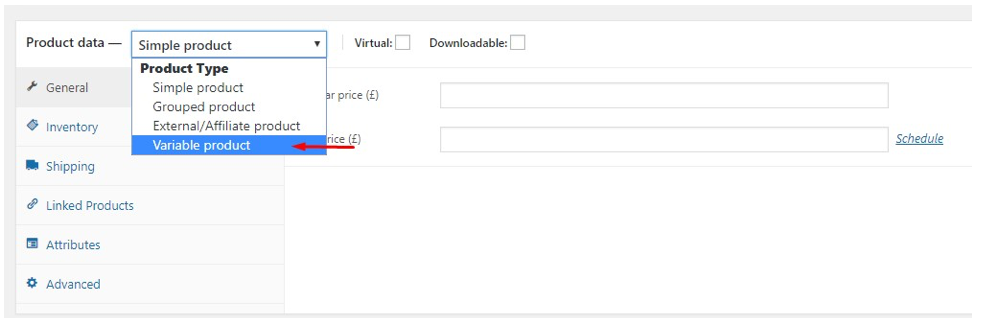 Product data — Simple product Virtual: Downloadable:
Product Type
Simple product
Grouped product
External/Affiliate product
Variable product
General
Inventory
Shipping
Linked Products
Attributes
Advanced
ar price (£)
rice (£)
Schedule